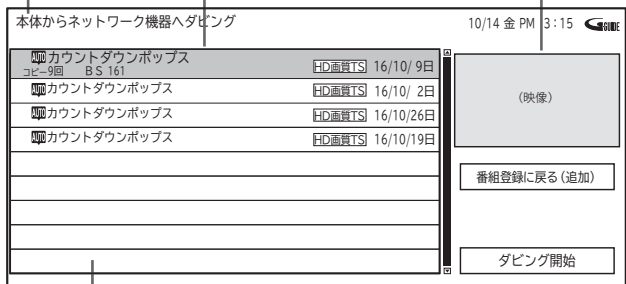 本体からネットワーク機器へダビング 10/14 金 PM 3:15 G-GUIDE
AUTO カウントダウンポップス
コピー9回 BS 161 HD画質TS 16/10/ 9日
AUTO カウントダウンポップス HD画質TS 16/10/ 2日
AUTO カウントダウンポップス HD画質TS 16/10/26日
AUTO カウントダウンポップス HD画質TS 16/10/19日
(映像)
番組登録に戻る(追加)
ダビング開始